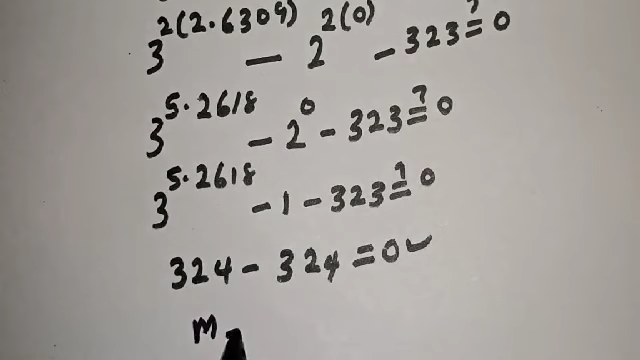 3^2(2.6309) - 2^2(0) - 323 ≟ 0
3^5.2618 - 2^0 - 323 ≟ 0
3^5.2618 - 1 - 323 ≟ 0
324 - 324 = 0 ✓
m